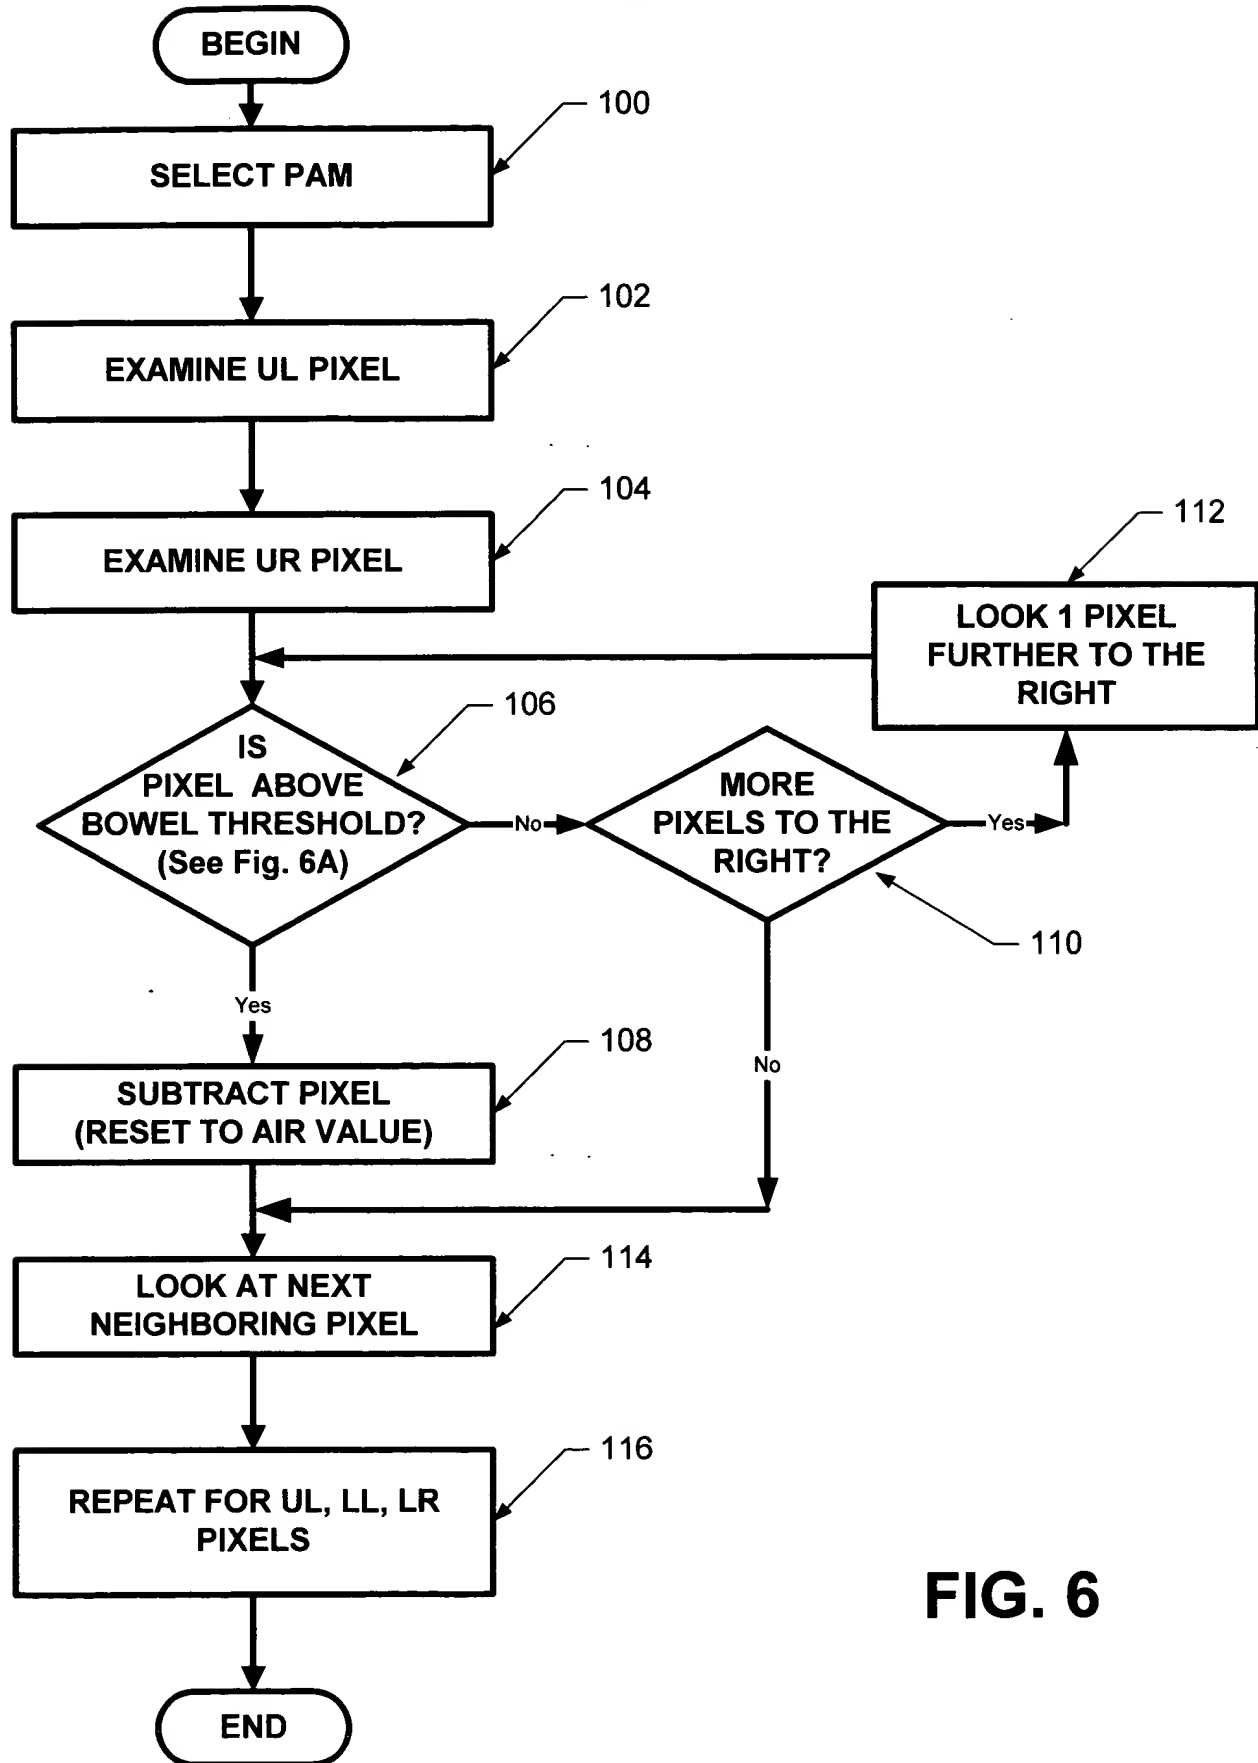 BEGIN
100
SELECT PAM
102
EXAMINE UL PIXEL
104
EXAMINE UR PIXEL
112
LOOK 1 PIXEL
FURTHER TO THE
RIGHT
106
IS
PIXEL ABOVE
BOWEL THRESHOLD?
(See Fig. 6A)
No
MORE
PIXELS TO THE
RIGHT?
Yes
110
Yes
No
108
SUBTRACT PIXEL
(RESET TO AIR VALUE)
114
LOOK AT NEXT
NEIGHBORING PIXEL
116
REPEAT FOR UL, LL, LR
PIXELS
END
FIG. 6